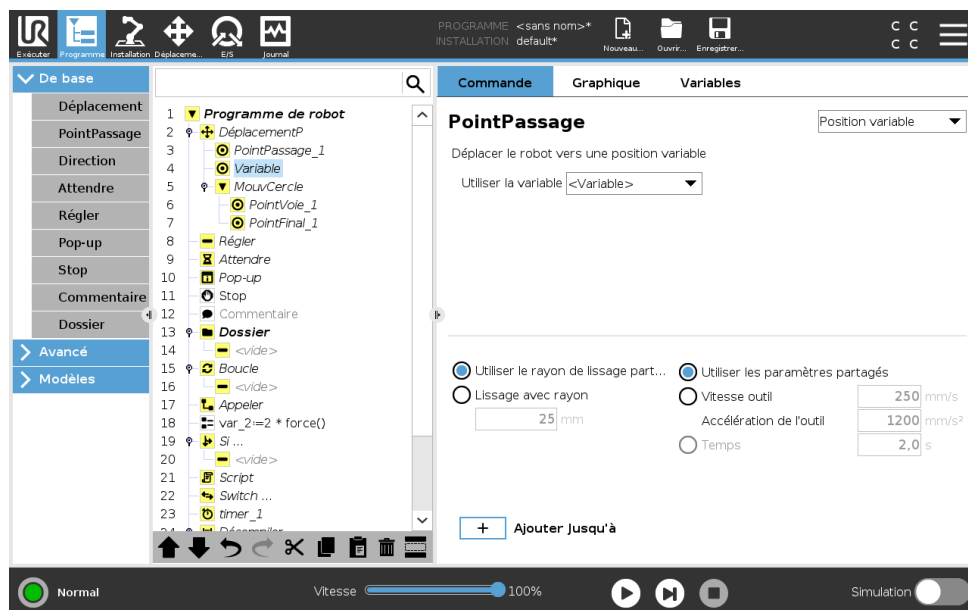 PROGRAMME <sans nom>*
INSTALLATION default*
Exécuter Programme Installation Déplaceme... E/S Journal Nouveau... Ouvrir... Enregistrer...
C C
C C
De base
Déplacement
PointPassage
Direction
Attendre
Régler
Pop-up
Stop
Commentaire
Dossier
Avancé
Modèles
1 Programme de robot
2 DéplacementP
3 PointPassage_1
4 Variable
5 MouvCercle
6 PointVoie_1
7 PointFinal_1
8 Régler
9 Attendre
10 Pop-up
11 Stop
12 Commentaire
13 Dossier
14 <vide>
15 Boucle
16 <vide>
17 Appeler
18 var_2:=2 * force()
19 Si ...
20 <vide>
21 Script
22 Switch ...
23 timer_1
Commande Graphique Variables
PointPassage
Position variable
Déplacer le robot vers une position variable
Utiliser la variable <Variable>
Utiliser le rayon de lissage part...
Lissage avec rayon
25 mm
Utiliser les paramètres partagés
Vitesse outil 250 mm/s
Accélération de l'outil 1200 mm/s²
Temps 2,0 s
+ Ajouter Jusqu'à
Normal
Vitesse 100%
Simulation